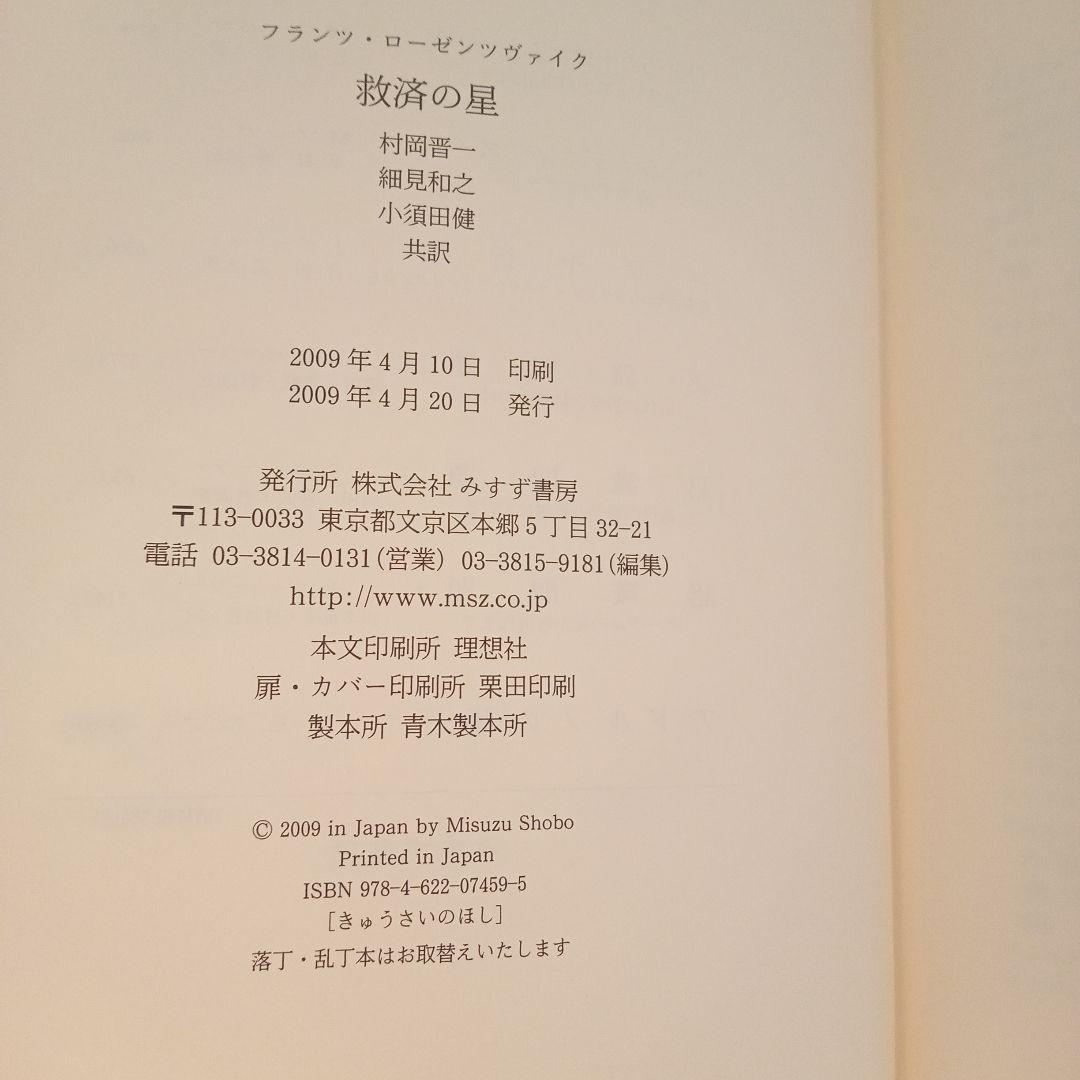 フランツ・ローゼンツヴァイク
救済の星
村岡晋一
細見和之
小須田健
共訳
2009年4月10日 印刷
2009年4月20日 発行
発行所 株式会社 みすず書房
〒113-0033 東京都文京区本郷5丁目32-21
電話 03-3814-0131(営業) 03-3815-9181(編集)
http://www.msz.co.jp
本文印刷所 理想社
扉・カバー印刷所 栗田印刷
製本所 青木製本所
© 2009 in Japan by Misuzu Shobo
Printed in Japan
ISBN 978-4-622-07459-5
[きゅうさいのほし]
落丁・乱丁本はお取替えいたします